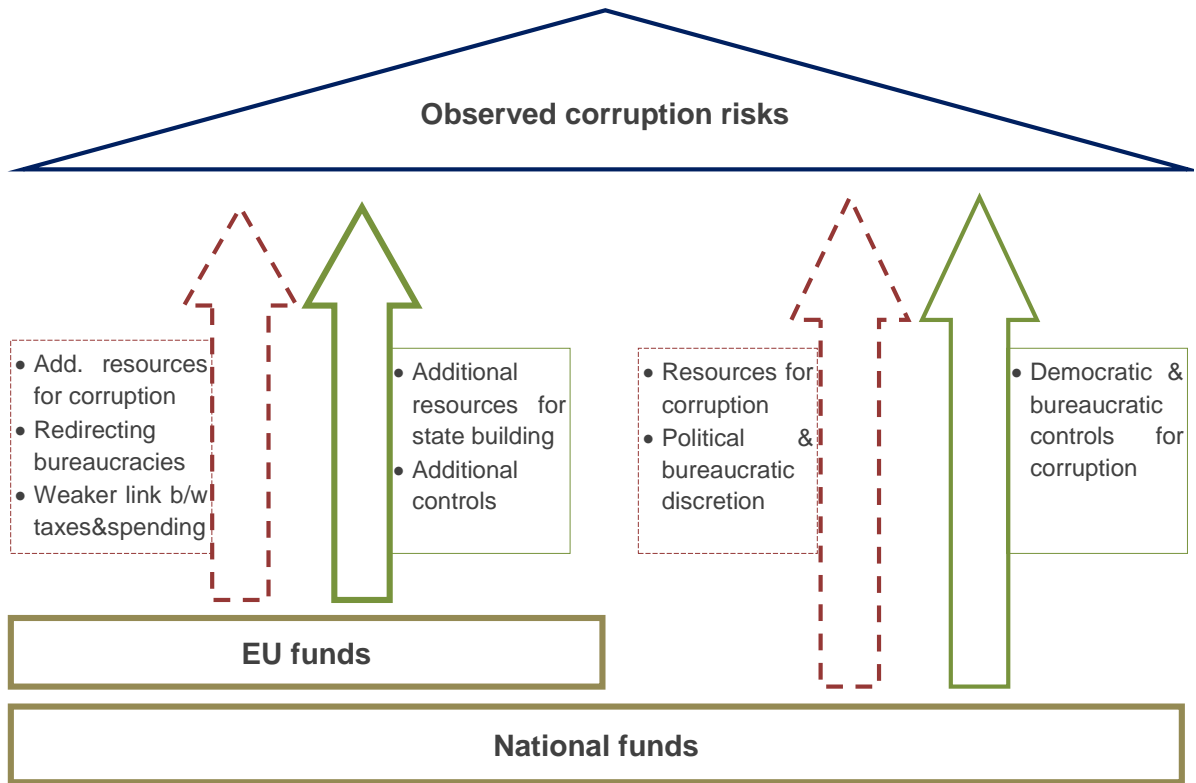 Observed corruption risks
• Add. resources
for corruption
• Redirecting
bureaucracies
• Weaker link b/w
taxes&spending
• Additional
resources for
state building
• Additional
controls
• Resources for
corruption
• Political &
bureaucratic
discretion
• Democratic &
bureaucratic
controls for
corruption
EU funds
National funds